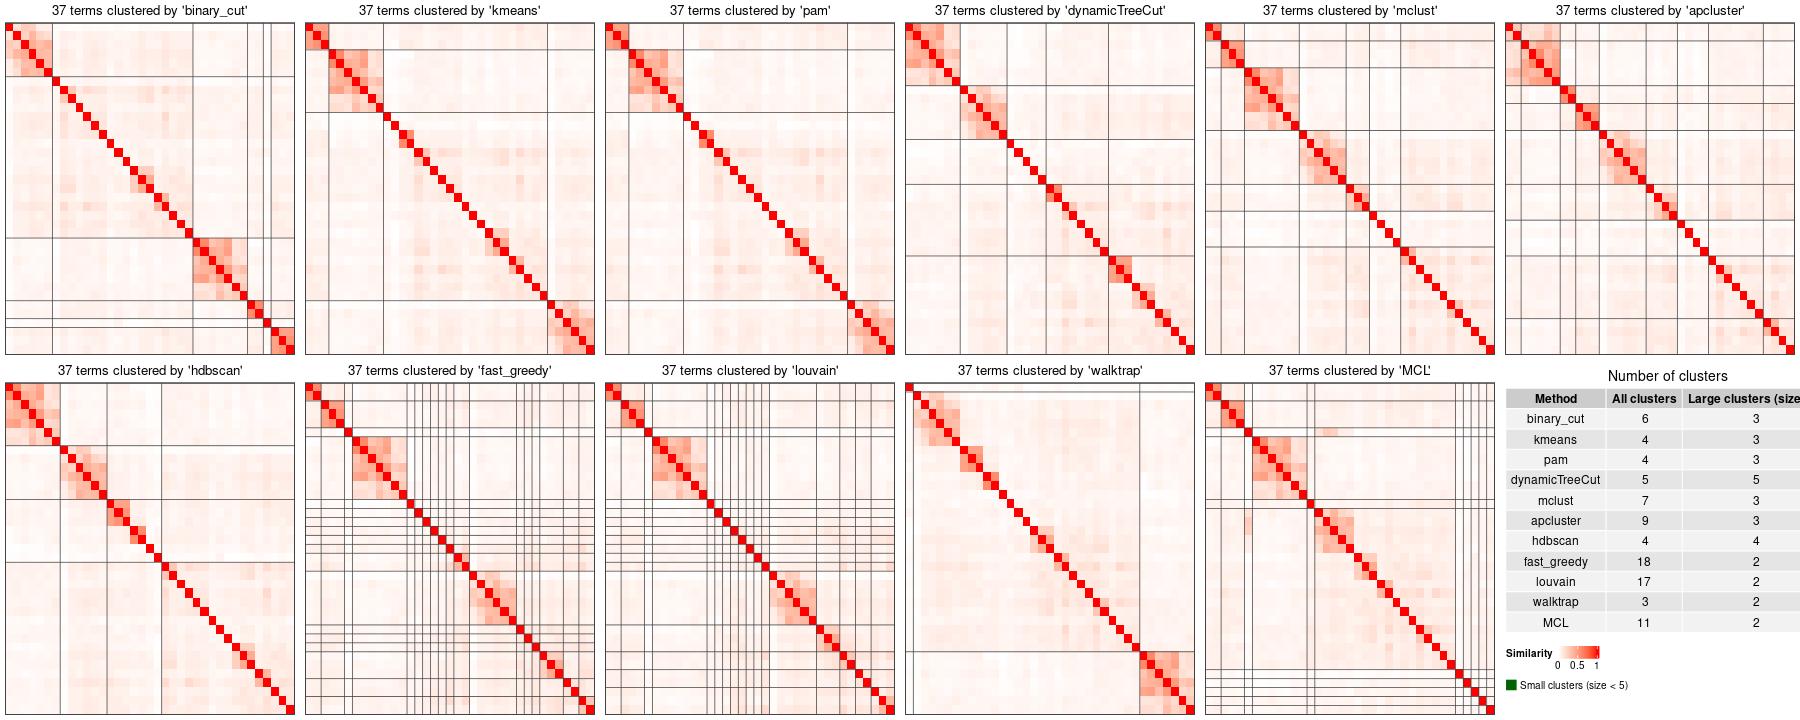 37 terms clustered by 'binary_cut'
37 terms clustered by 'kmeans'
37 terms clustered by 'pam'
37 terms clustered by 'dynamicTreeCut'
37 terms clustered by 'mclust'
37 terms clustered by 'apcluster'
37 terms clustered by 'hdbscan'
37 terms clustered by 'fast_greedy'
37 terms clustered by 'louvain'
37 terms clustered by 'walktrap'
37 terms clustered by 'MCL'
Number of clusters
Method All clusters Large clusters (size
binary_cut 6 3
kmeans 4 3
pam 4 3
dynamicTreeCut 5 5
mclust 7 3
apcluster 9 3
hdbscan 4 4
fast_greedy 18 2
louvain 17 2
walktrap 3 2
MCL 11 2
Similarity
0 0.5 1
Small clusters (size < 5)